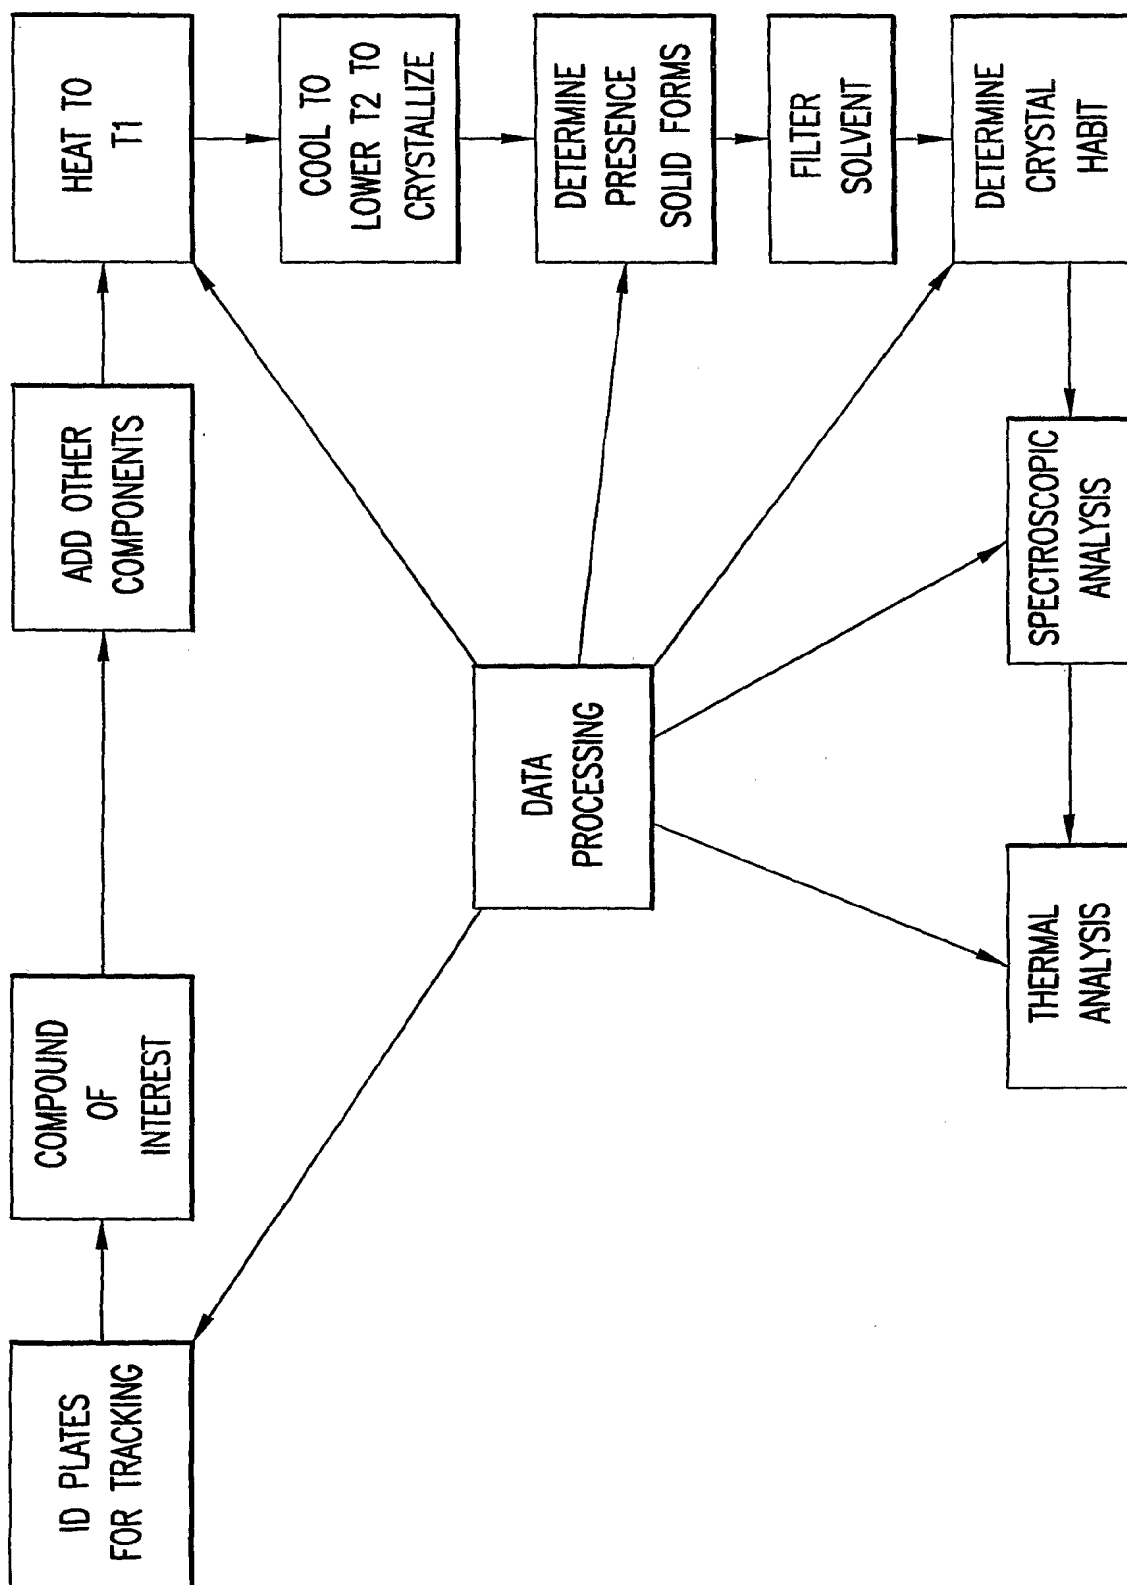 ID PLATES
FOR TRACKING
COMPOUND
OF
INTEREST
ADD OTHER
COMPONENTS
HEAT TO
T1
COOL TO
LOWER T2 TO
CRYSTALLIZE
DETERMINE
PRESENCE
SOLID FORMS
FILTER
SOLVENT
DETERMINE
CRYSTAL
HABIT
SPECTROSCOPIC
ANALYSIS
THERMAL
ANALYSIS
DATA
PROCESSING